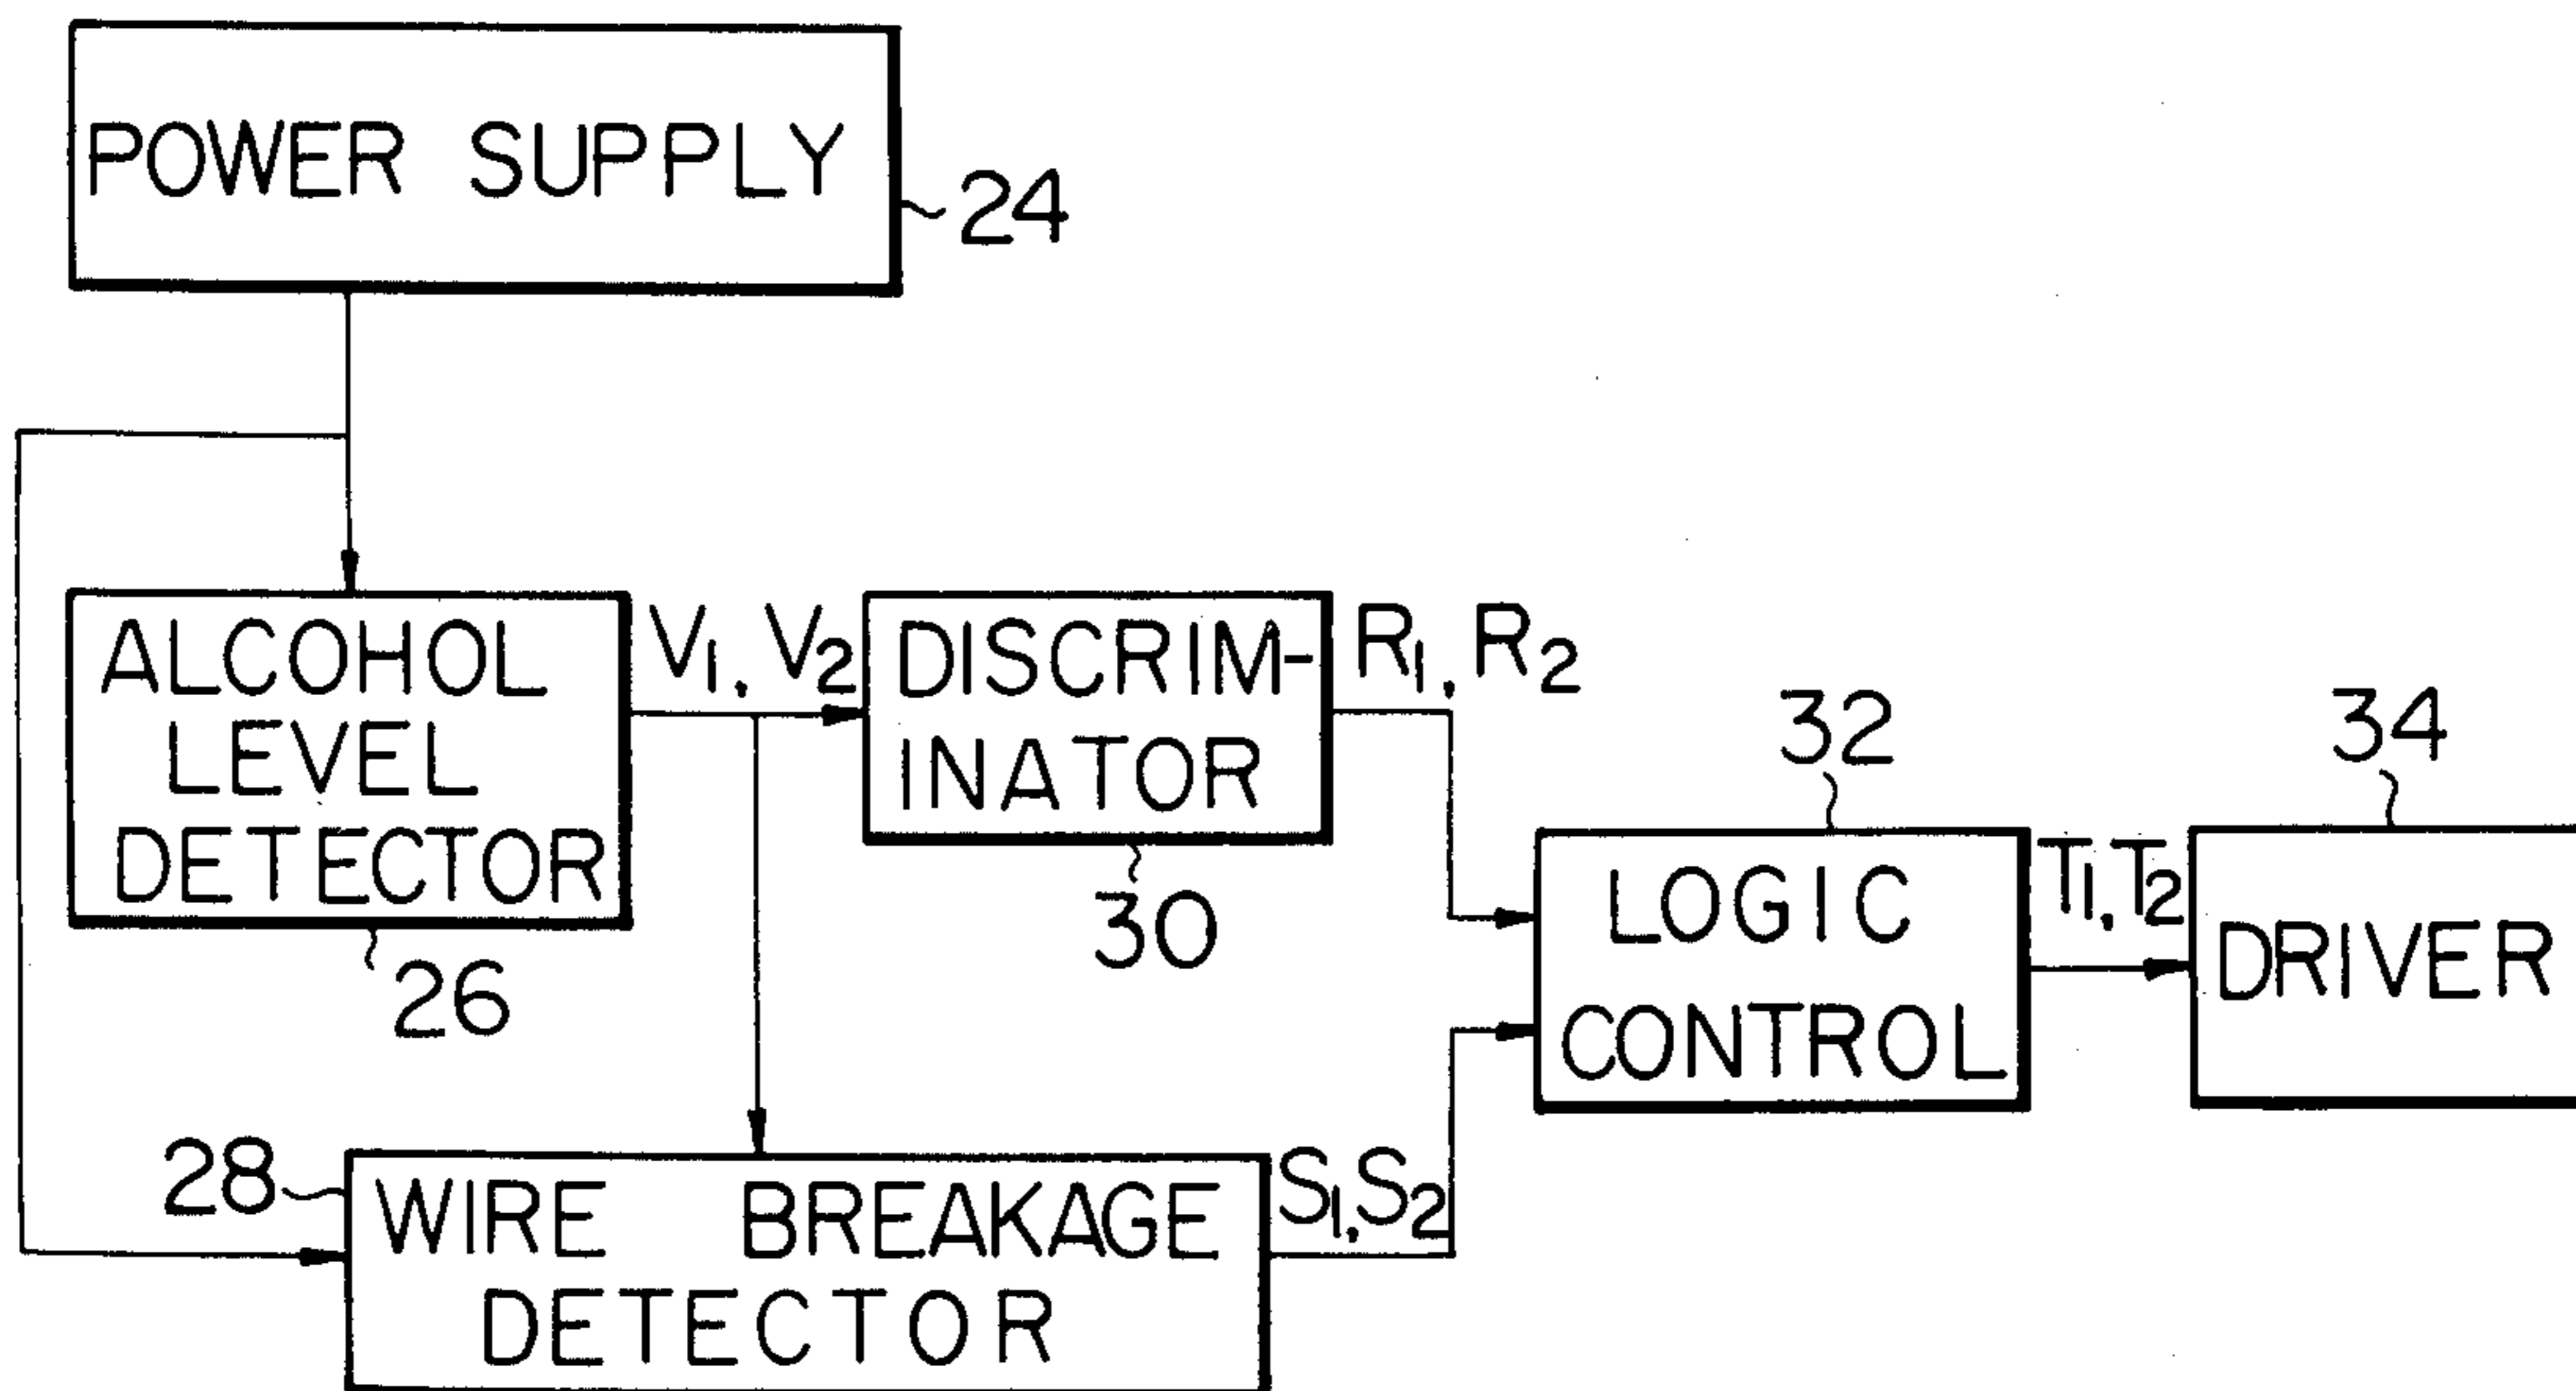 POWER SUPPLY
24
ALCOHOL
LEVEL
DETECTOR
26
V₁, V₂
DISCRIM-
INATOR
30
R₁, R₂
32
LOGIC
CONTROL
T₁, T₂
34
DRIVER
28
WIRE BREAKAGE
DETECTOR
S₁, S₂